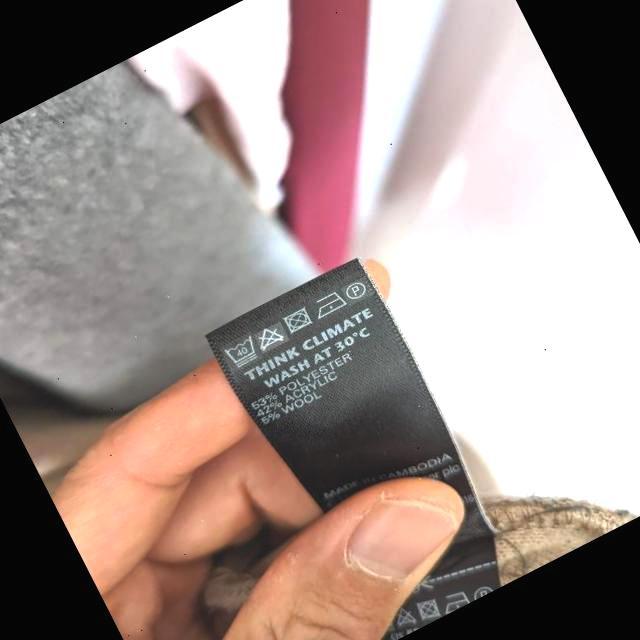 40 P
THINK CLIMATE
WASH AT 30°C
53% POLYESTER
42% ACRYLIC
5% WOOL
MADE IN CAMBODIA